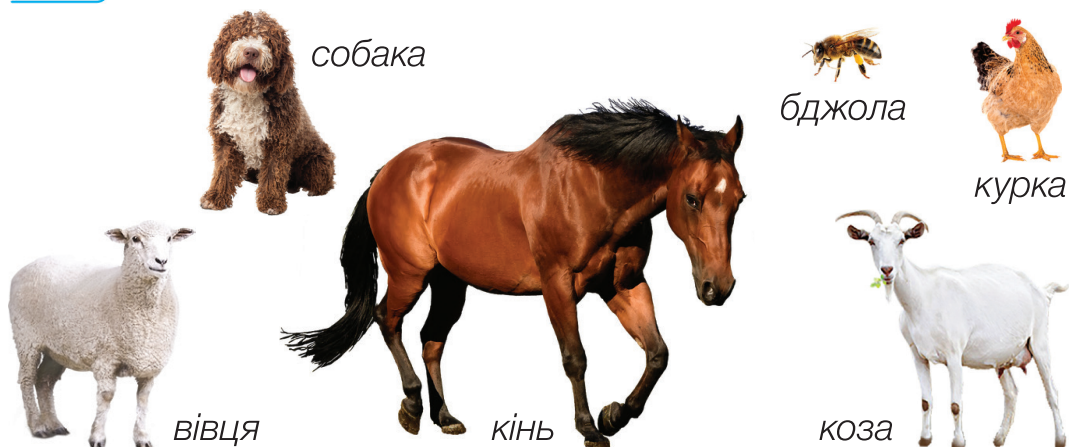 собака
бджола
курка
вівця
кінь
коза